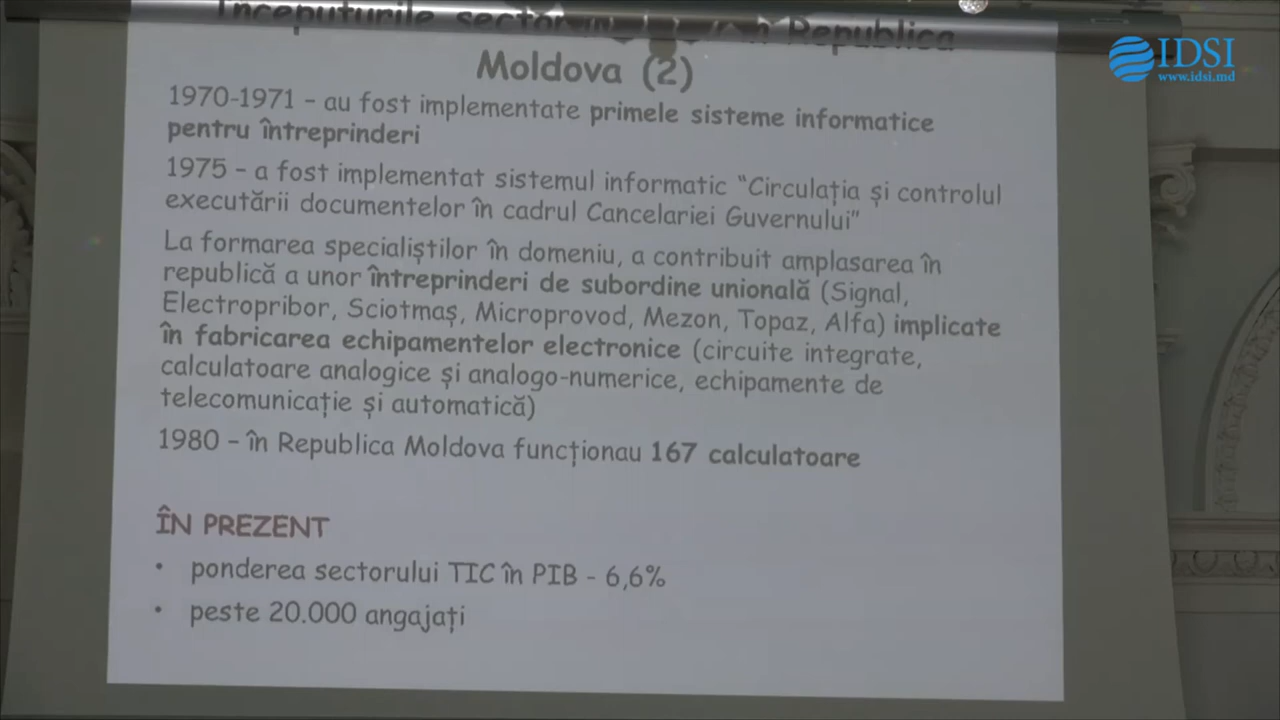 Începuturile sectorului în Republica
Moldova (2)
IDSI
www.idsi.md
1970-1971 – au fost implementate primele sisteme informatice
pentru întreprinderi
1975 – a fost implementat sistemul informatic "Circulația și controlul
executării documentelor în cadrul Cancelariei Guvernului"
La formarea specialiștilor în domeniu, a contribuit amplasarea în
republică a unor întreprinderi de subordine unională (Signal,
Electropribor, Sciotmaș, Microprovod, Mezon, Topaz, Alfa) implicate
în fabricarea echipamentelor electronice (circuite integrate,
calculatoare analogice și analogo-numerice, echipamente de
telecomunicație și automatică)
1980 – în Republica Moldova funcționau 167 calculatoare
ÎN PREZENT
• ponderea sectorului TIC în PIB - 6,6%
• peste 20.000 angajați